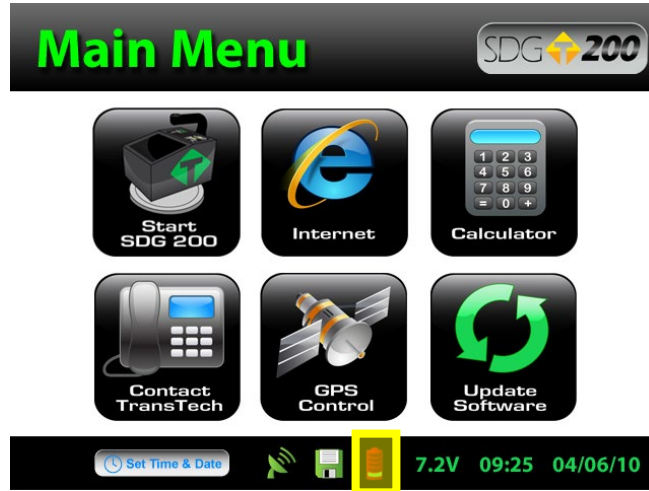 Main Menu
SDG T 200
Start
SDG 200
Internet
1 2 3
4 5 6
7 8 9
= 0 +
Calculator
Contact
TransTech
GPS
Control
Update
Software
Set Time & Date
7.2V
09:25
04/06/10